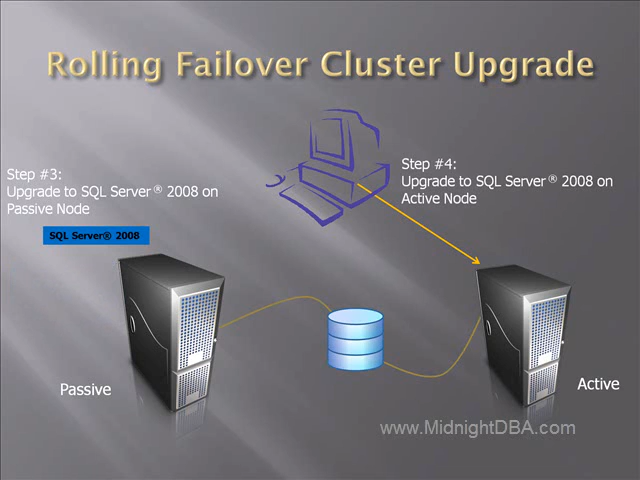 Rolling Failover Cluster Upgrade
Step #3:
Upgrade to SQL Server ® 2008 on
Passive Node
Step #4:
Upgrade to SQL Server ® 2008 on
Active Node
SQL Server® 2008
Passive
Active
www.MidnightDBA.com